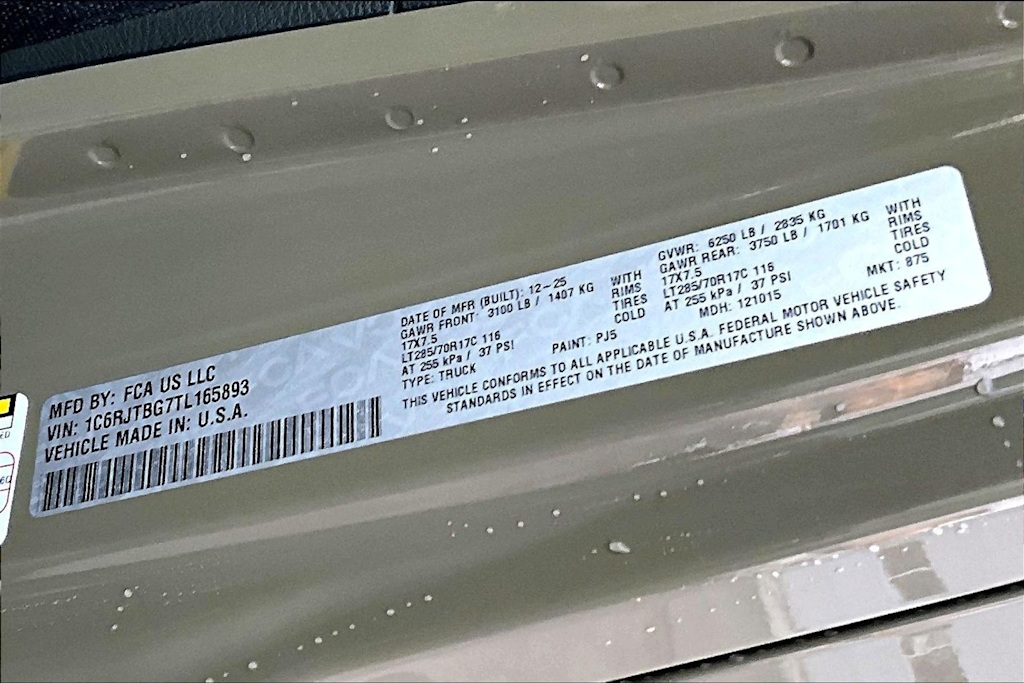 MFD BY: FCA US LLC
VIN: 1C6RJTBG7TL165893
VEHICLE MADE IN: U.S.A.
DATE OF MFR (BUILT): 12-25
GAWR FRONT: 3100 LB / 1407 KG WITH
17X7.5 RIMS
LT285/70R17C 116 TIRES
AT 255 kPa / 37 PSI COLD
TYPE: TRUCK PAINT: PJ5
GVWR: 6250 LB / 2835 KG
GAWR REAR: 3750 LB / 1701 KG WITH
17X7.5 RIMS
LT285/70R17C 116 TIRES
AT 255 kPa / 37 PSI COLD
MDH: 121015 MKT: 875
THIS VEHICLE CONFORMS TO ALL APPLICABLE U.S.A. FEDERAL MOTOR VEHICLE SAFETY
STANDARDS IN EFFECT ON THE DATE OF MANUFACTURE SHOWN ABOVE.